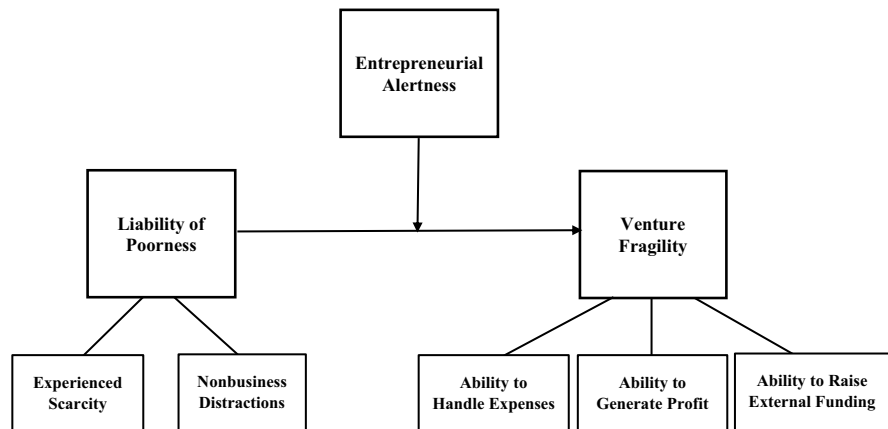 Entrepreneurial
Alertness
Liability of
Poorness
Venture
Fragility
Experienced
Scarcity
Nonbusiness
Distractions
Ability to
Handle Expenses
Ability to
Generate Profit
Ability to Raise
External Funding